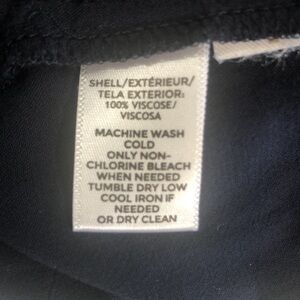 SHELL/EXTÉRIEUR/
TELA EXTERIOR:
100% VISCOSE/
VISCOSA
MACHINE WASH
COLD
ONLY NON-
CHLORINE BLEACH
WHEN NEEDED
TUMBLE DRY LOW
COOL IRON IF
NEEDED
OR DRY CLEAN